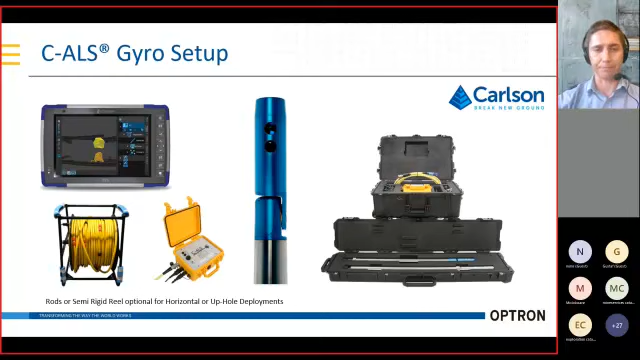 C-ALS® Gyro Setup
Carlson
BREAK NEW GROUND
Rods or Semi Rigid Reel optional for Horizontal or Up-Hole Deployments
TRANSFORMING THE WAY THE WORLD WORKS
OPTRON
N
G
M
MC
EC
+27